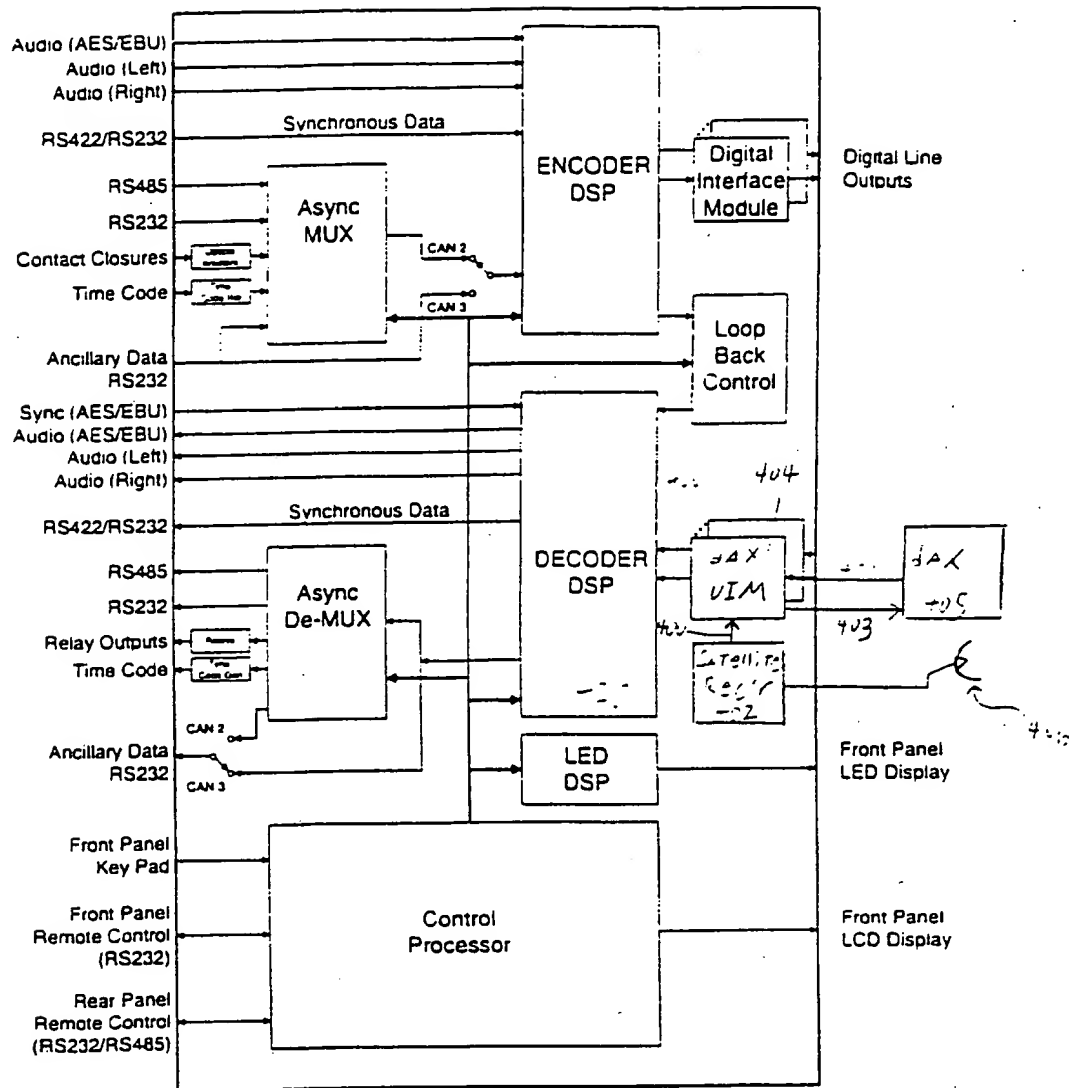 Audio (AES/EBU)
Audio (Left)
Audio (Right)
RS422/RS232
Synchronous Data
RS485
RS232
Contact Closures
Time Code
Ancillary Data
RS232
Async
MUX
CAN 2
CAN 3
ENCODER
DSP
Digital
Interface
Module
Digital Line
Outputs
Loop
Back
Control
Sync (AES/EBU)
Audio (AES/EBU)
Audio (Left)
Audio (Right)
RS422/RS232
Synchronous Data
RS485
RS232
Relay Outputs
Time Code
Ancillary Data
RS232
Async
De-MUX
CAN 2
CAN 3
DECODER
DSP
404
403
Satellite
LED
DSP
Front Panel
LED Display
Front Panel
Key Pad
Front Panel
Remote Control
(RS232)
Rear Panel
Remote Control
(RS232/RS485)
Control
Processor
Front Panel
LCD Display